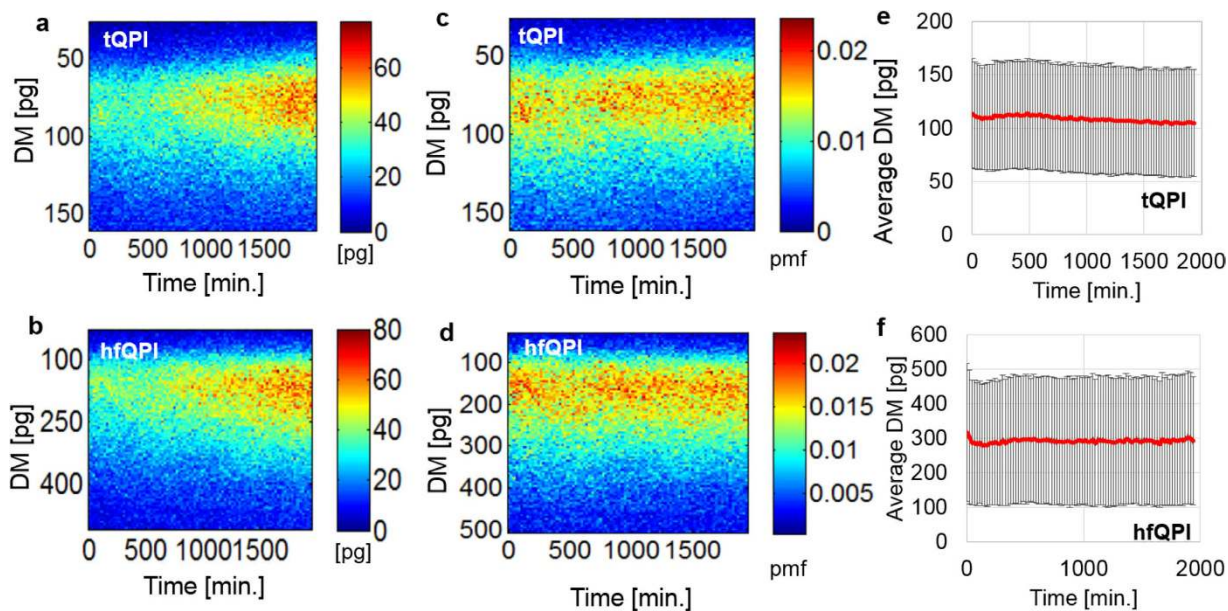 a
tQPI
DM [pg]
50
100
150
0 500 1000 1500
Time [min.]
60
40
20
0
[pg]
c
tQPI
DM [pg]
50
100
150
0 500 1000 1500
Time [min.]
0.02
0.01
0
pmf
e
Average DM [pg]
200
150
100
50
0
tQPI
0 500 1000 1500 2000
Time [min.]
b
hfQPI
DM [pg]
100
250
400
0 500 1000 1500
Time [min.]
80
60
40
20
0
[pg]
d
hfQPI
DM [pg]
100
200
300
400
500
0 500 1000 1500
Time [min.]
0.02
0.015
0.01
0.005
pmf
f
Average DM [pg]
600
500
400
300
200
100
0
hfQPI
0 1000 2000
Time [min.]